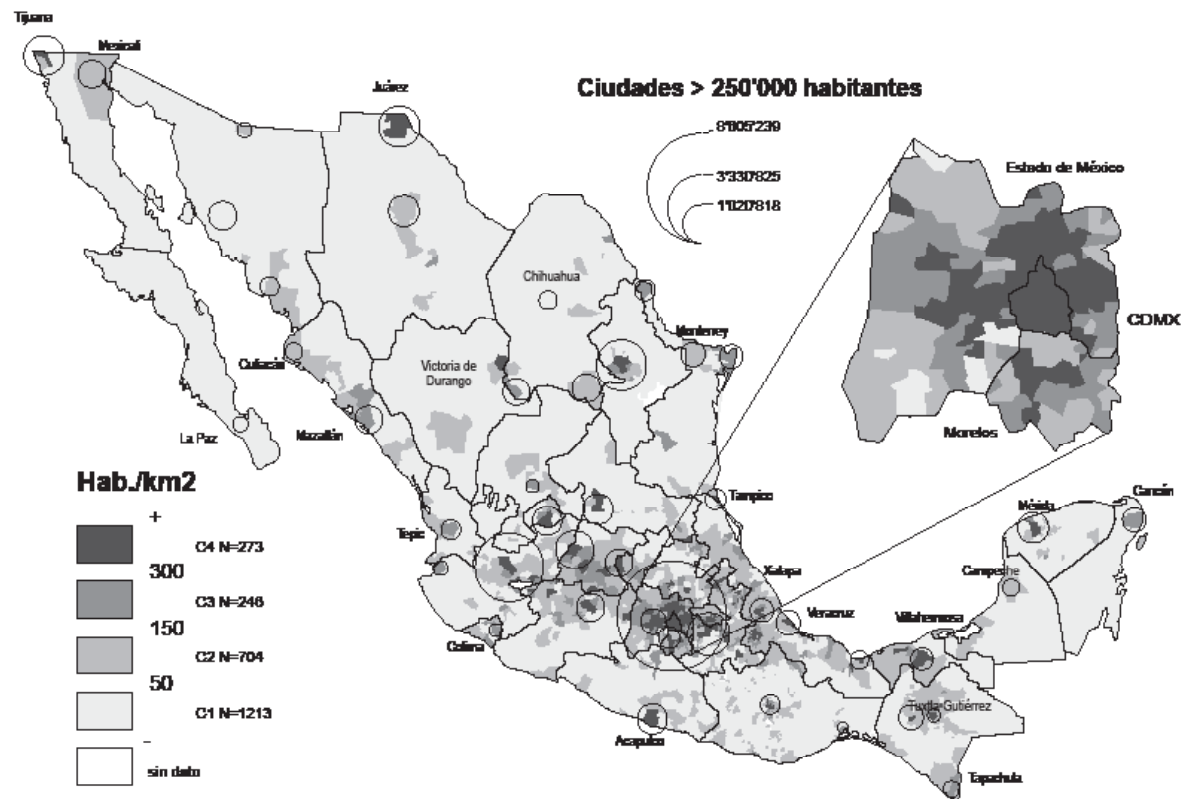 Tijuana
Mexicali
Juárez
Ciudades > 250'000 habitantes
8'605'239
3'330'825
1'020'818
Estado de México
CDMX
Morelos
Chihuahua
Monterrey
Victoria de
Durango
Culiacán
La Paz
Mazatlán
Hab./km2
+
C4 N=273
300
C3 N=246
150
C2 N=704
50
C1 N=1213
-
sin dato
Tampico
Tepic
Colima
Acapulco
Xalapa
Veracruz
Villahermosa
Mérida
Cancún
Campeche
Tuxtla Gutiérrez
Tapachula